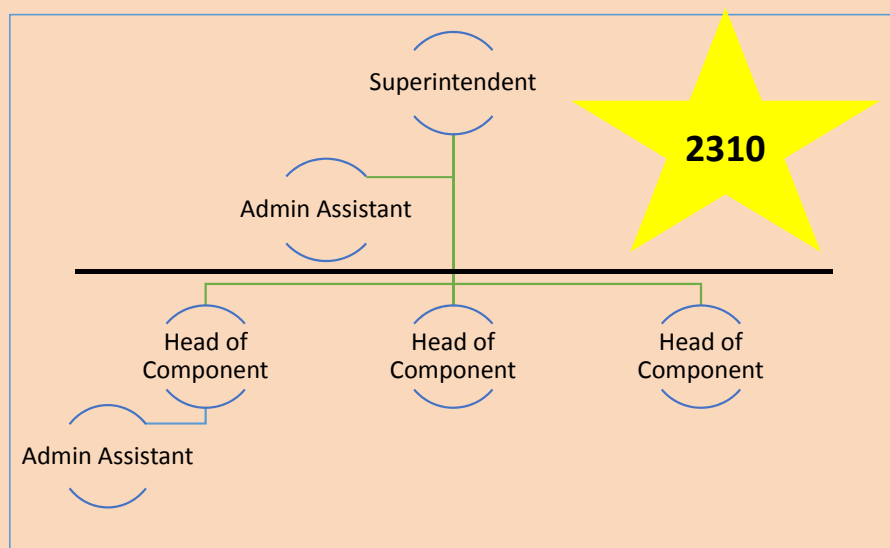 Superintendent
2310
Admin Assistant
Head of
Component
Head of
Component
Head of
Component
Admin Assistant